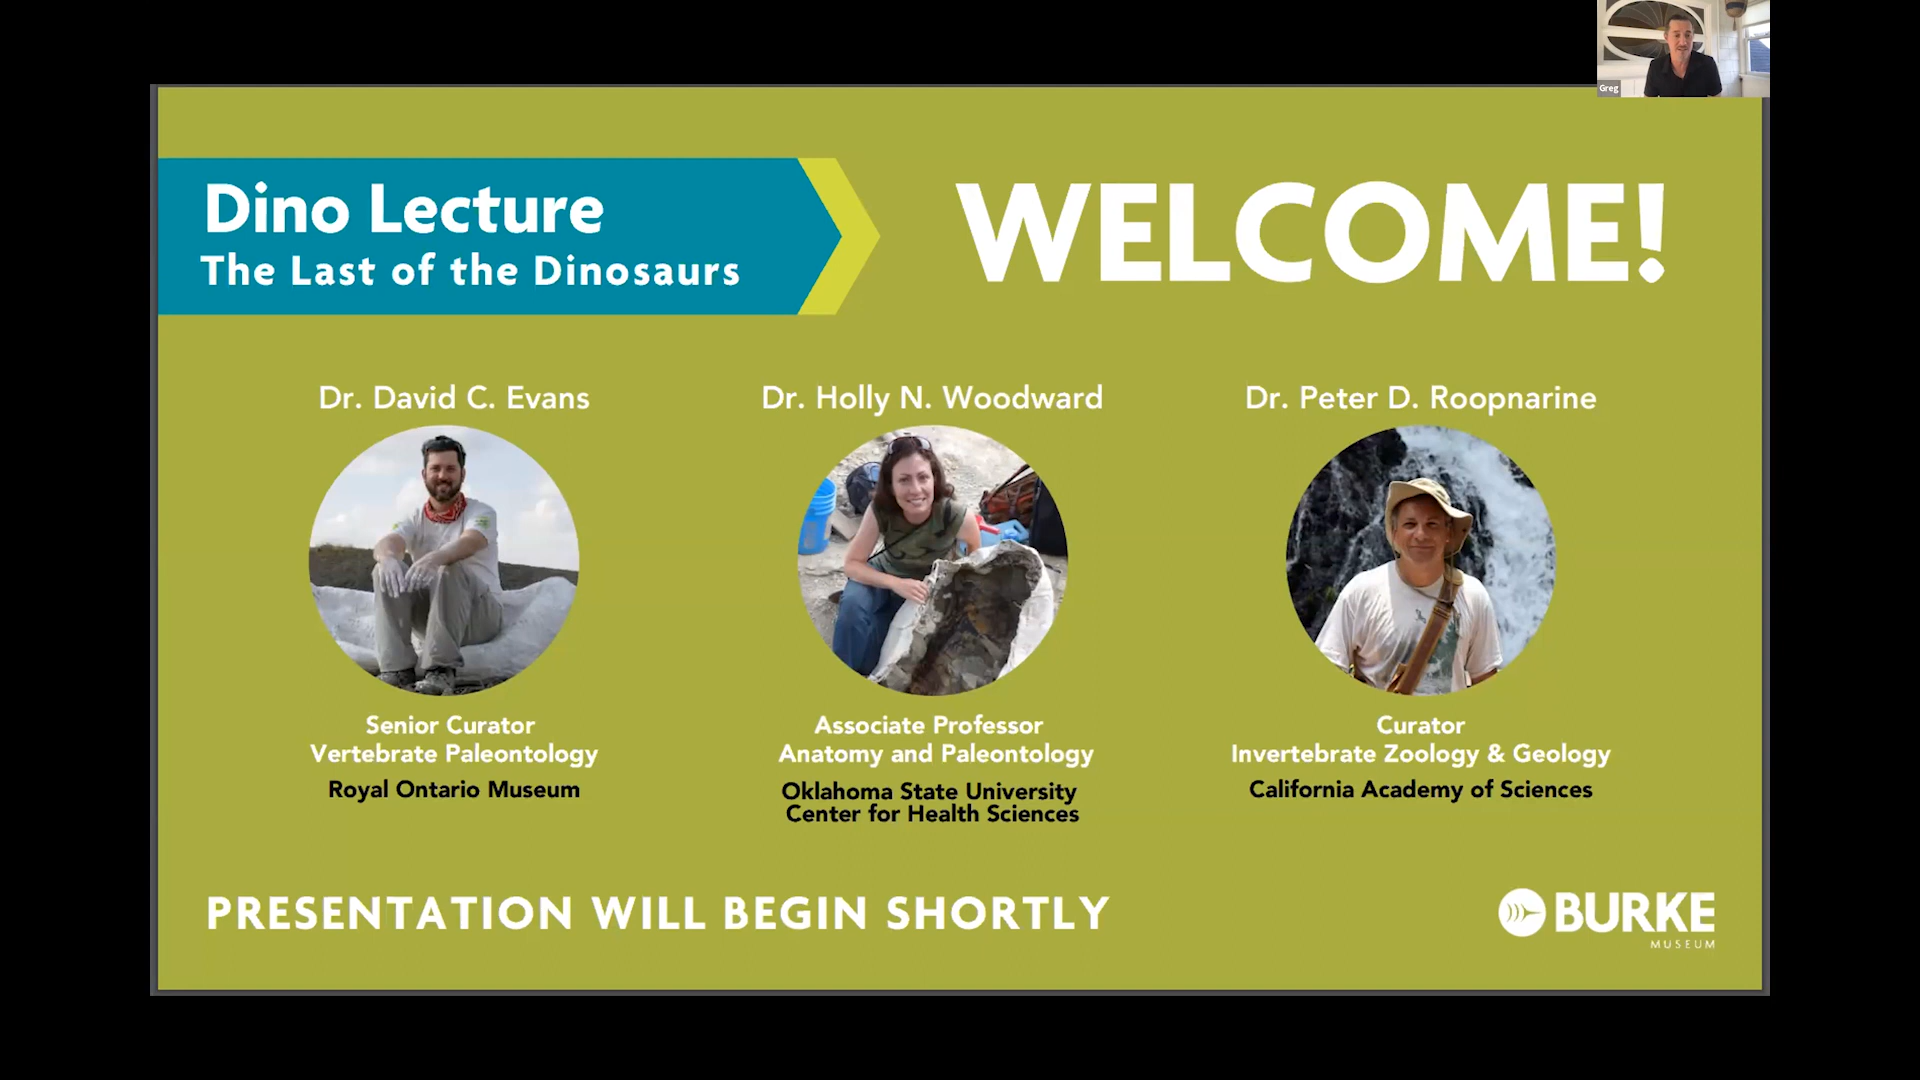 Greg
Dino Lecture
The Last of the Dinosaurs
WELCOME!
Dr. David C. Evans
Senior Curator
Vertebrate Paleontology
Royal Ontario Museum
Dr. Holly N. Woodward
Associate Professor
Anatomy and Paleontology
Oklahoma State University
Center for Health Sciences
Dr. Peter D. Roopnarine
Curator
Invertebrate Zoology & Geology
California Academy of Sciences
PRESENTATION WILL BEGIN SHORTLY
BURKE
MUSEUM